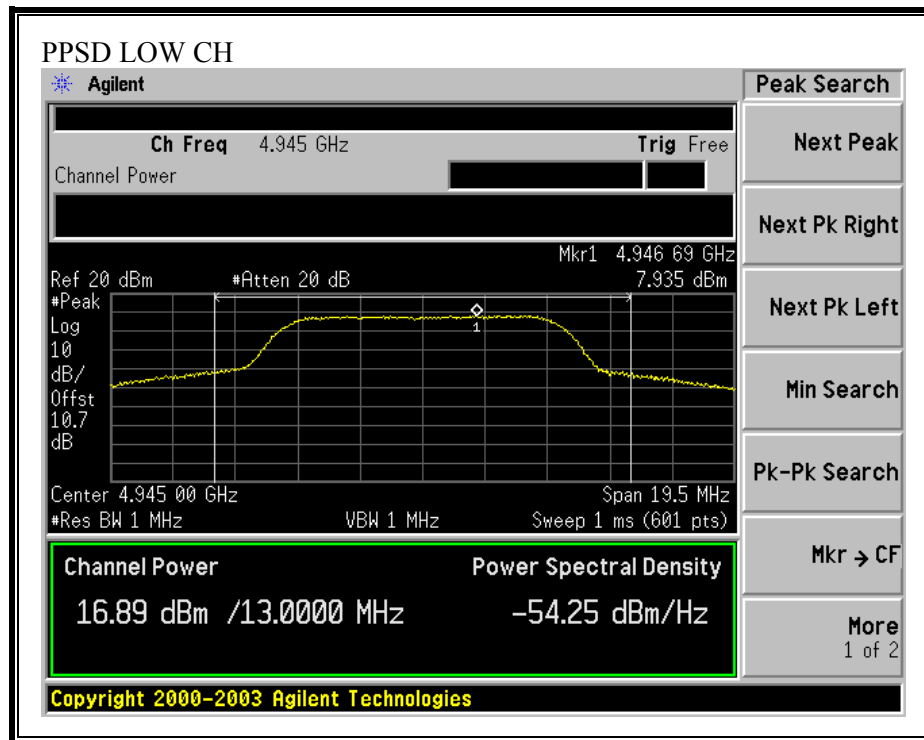 PPSD LOW CH
Agilent
Peak Search
Ch Freq 4.945 GHz Trig Free
Channel Power
Mkr1 4.946 69 GHz
Ref 20 dBm #Atten 20 dB 7.935 dBm
#Peak
Log
10
dB/
Offst
10.7
dB
1
Center 4.945 00 GHz Span 19.5 MHz
#Res BW 1 MHz VBW 1 MHz Sweep 1 ms (601 pts)
Channel Power Power Spectral Density
16.89 dBm /13.0000 MHz -54.25 dBm/Hz
Copyright 2000-2003 Agilent Technologies
Next Peak
Next Pk Right
Next Pk Left
Min Search
Pk-Pk Search
Mkr → CF
More
1 of 2